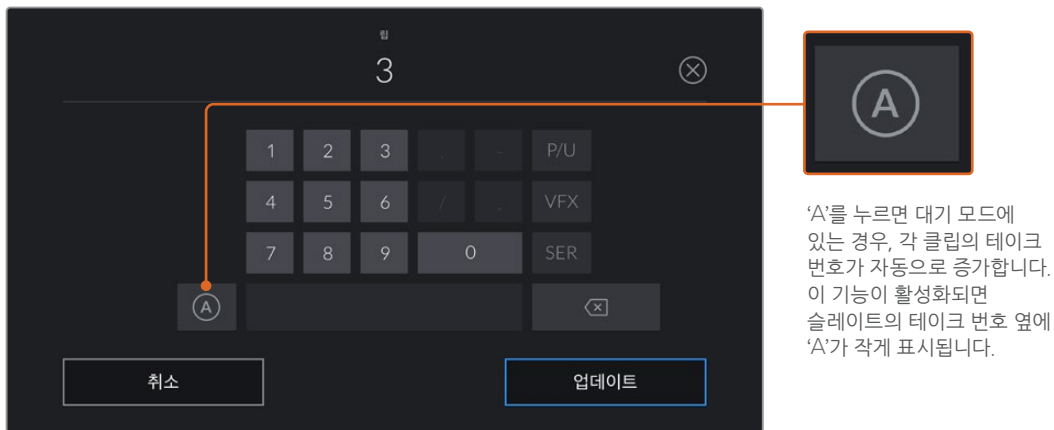 릴
3
1 2 3 . - P/U
4 5 6 / , VFX
7 8 9 0 SER
A
취소
업데이트
A
‘A’를 누르면 대기 모드에
있는 경우, 각 클립의 테이크
번호가 자동으로 증가합니다.
이 기능이 활성화되면
슬레이트의 테이크 번호 옆에
‘A’가 작게 표시됩니다.